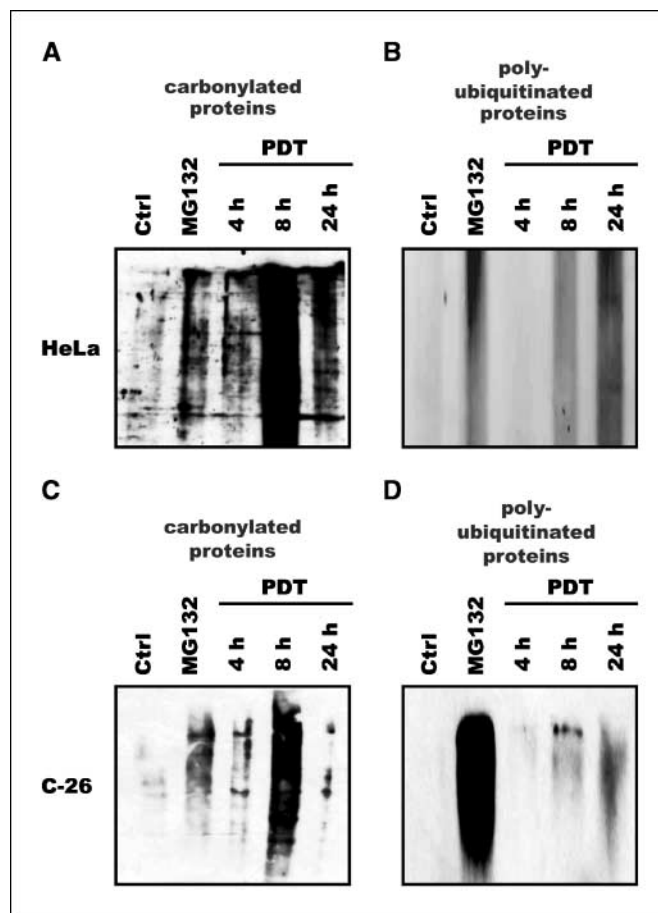 A
carbonylated
proteins
PDT
Ctrl
MG132
4 h
8 h
24 h
HeLa
B
poly-
ubiquitinated
proteins
PDT
Ctrl
MG132
4 h
8 h
24 h
C
carbonylated
proteins
PDT
Ctrl
MG132
4 h
8 h
24 h
C-26
D
poly-
ubiquitinated
proteins
PDT
Ctrl
MG132
4 h
8 h
24 h